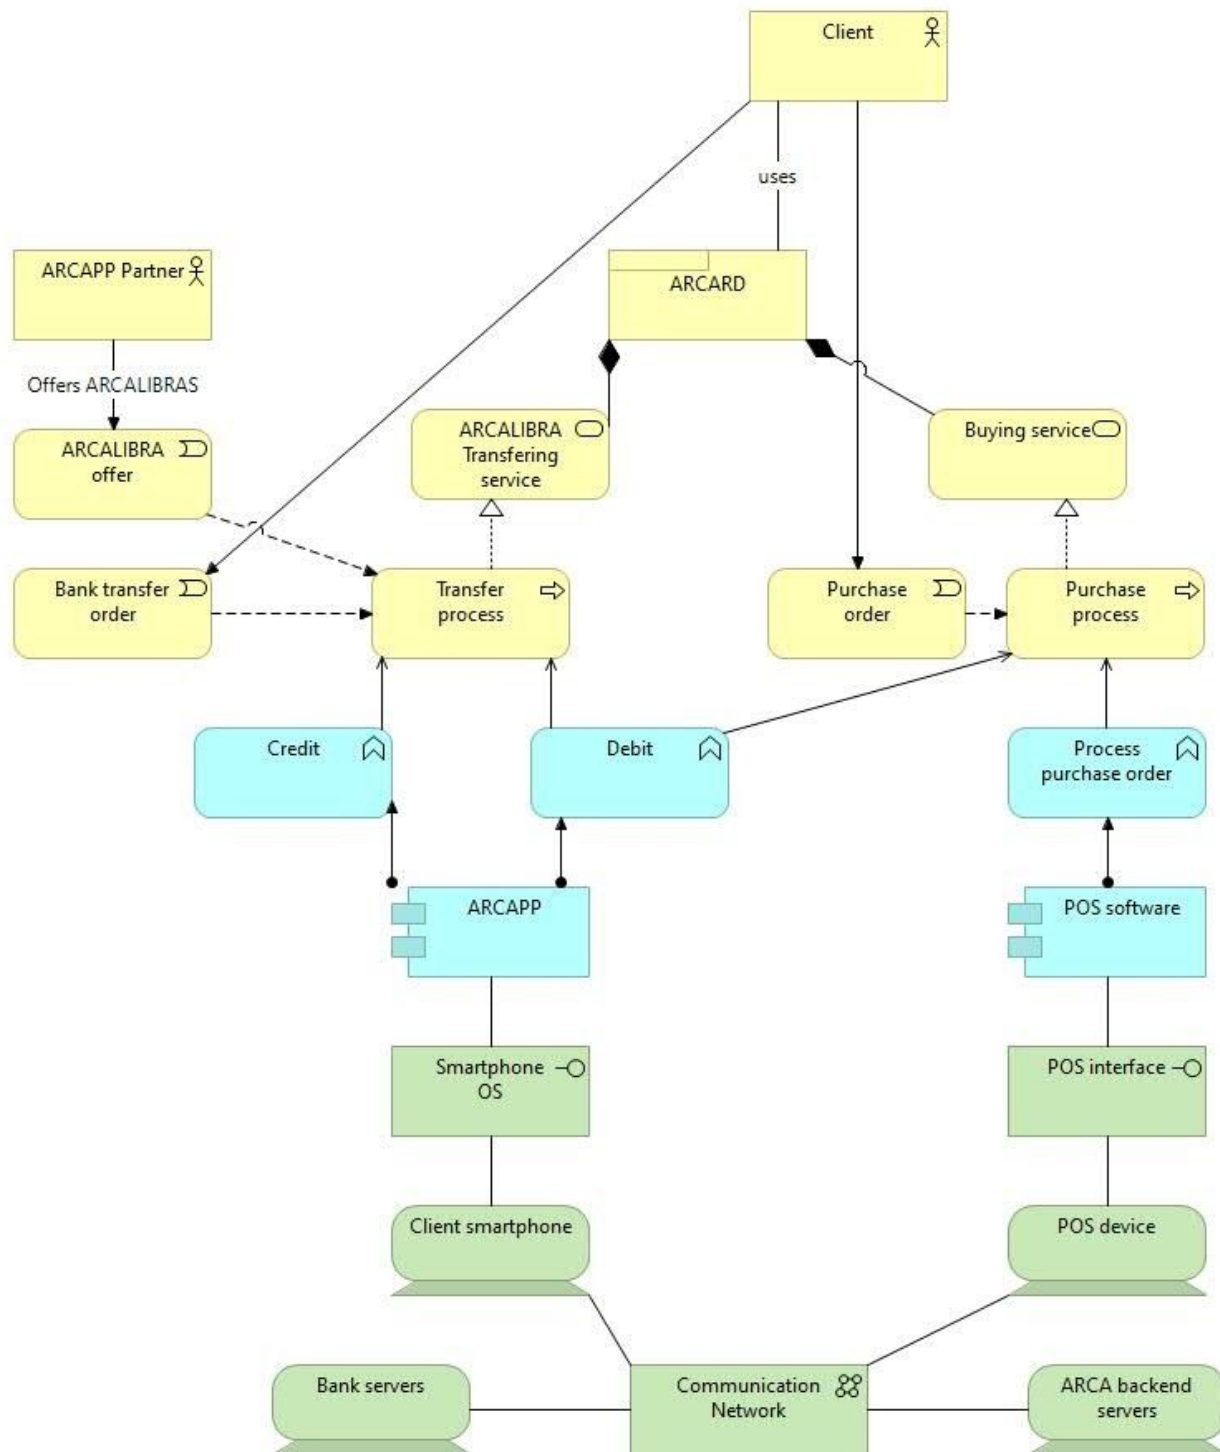 Client
uses
ARCAPP Partner
ARCARD
Offers ARCALIBRAS
ARCALIBRA
offer
ARCALIBRA
Transfering
service
Buying service
Bank transfer
order
Transfer
process
Purchase
order
Purchase
process
Credit
Debit
Process
purchase order
ARCAPP
POS software
Smartphone
OS
POS interface
Client smartphone
POS device
Bank servers
Communication
Network
ARCA backend
servers